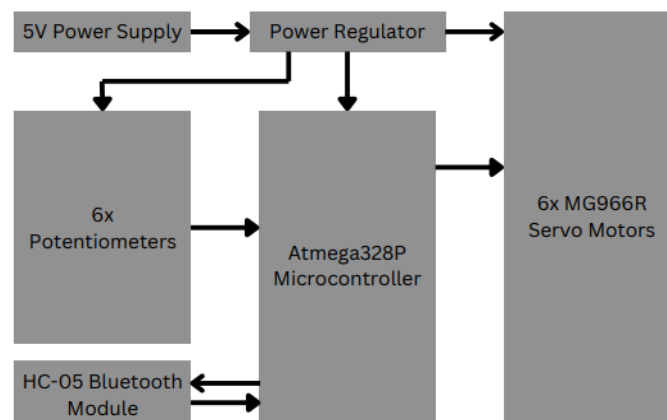 5V Power Supply
Power Regulator
6x
Potentiometers
Atmega328P
Microcontroller
6x MG966R
Servo Motors
HC-05 Bluetooth
Module